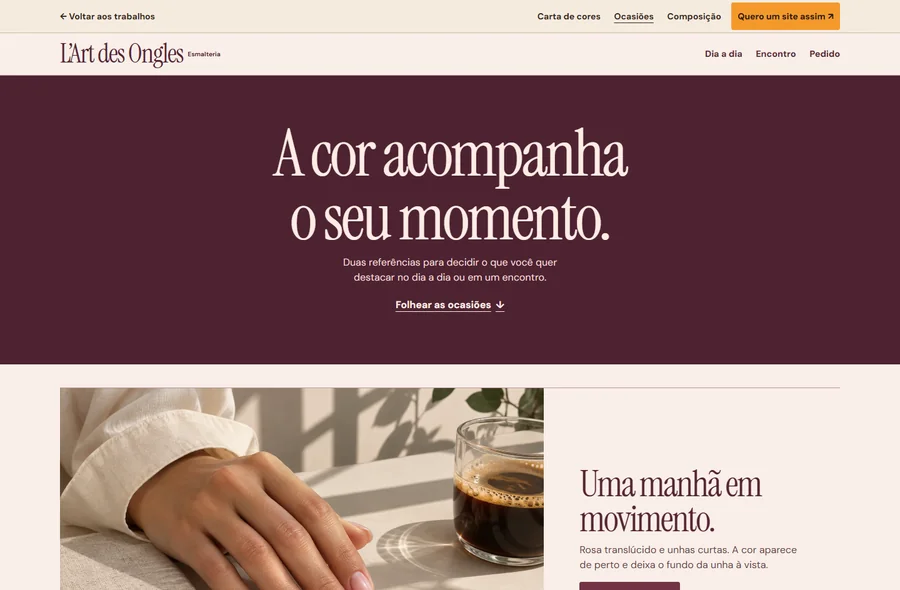 ← Voltar aos trabalhos
Carta de cores
Ocasiões
Composição
Quero um site assim ↗
L'Art des Ongles Esmalteria
Dia a dia
Encontro
Pedido
A cor acompanha
o seu momento.
Duas referências para decidir o que você quer
destacar no dia a dia ou em um encontro.
Folhear as ocasiões ↓
Uma manhã em
movimento.
Rosa translúcido e unhas curtas. A cor aparece
de perto e deixa o fundo da unha à vista.